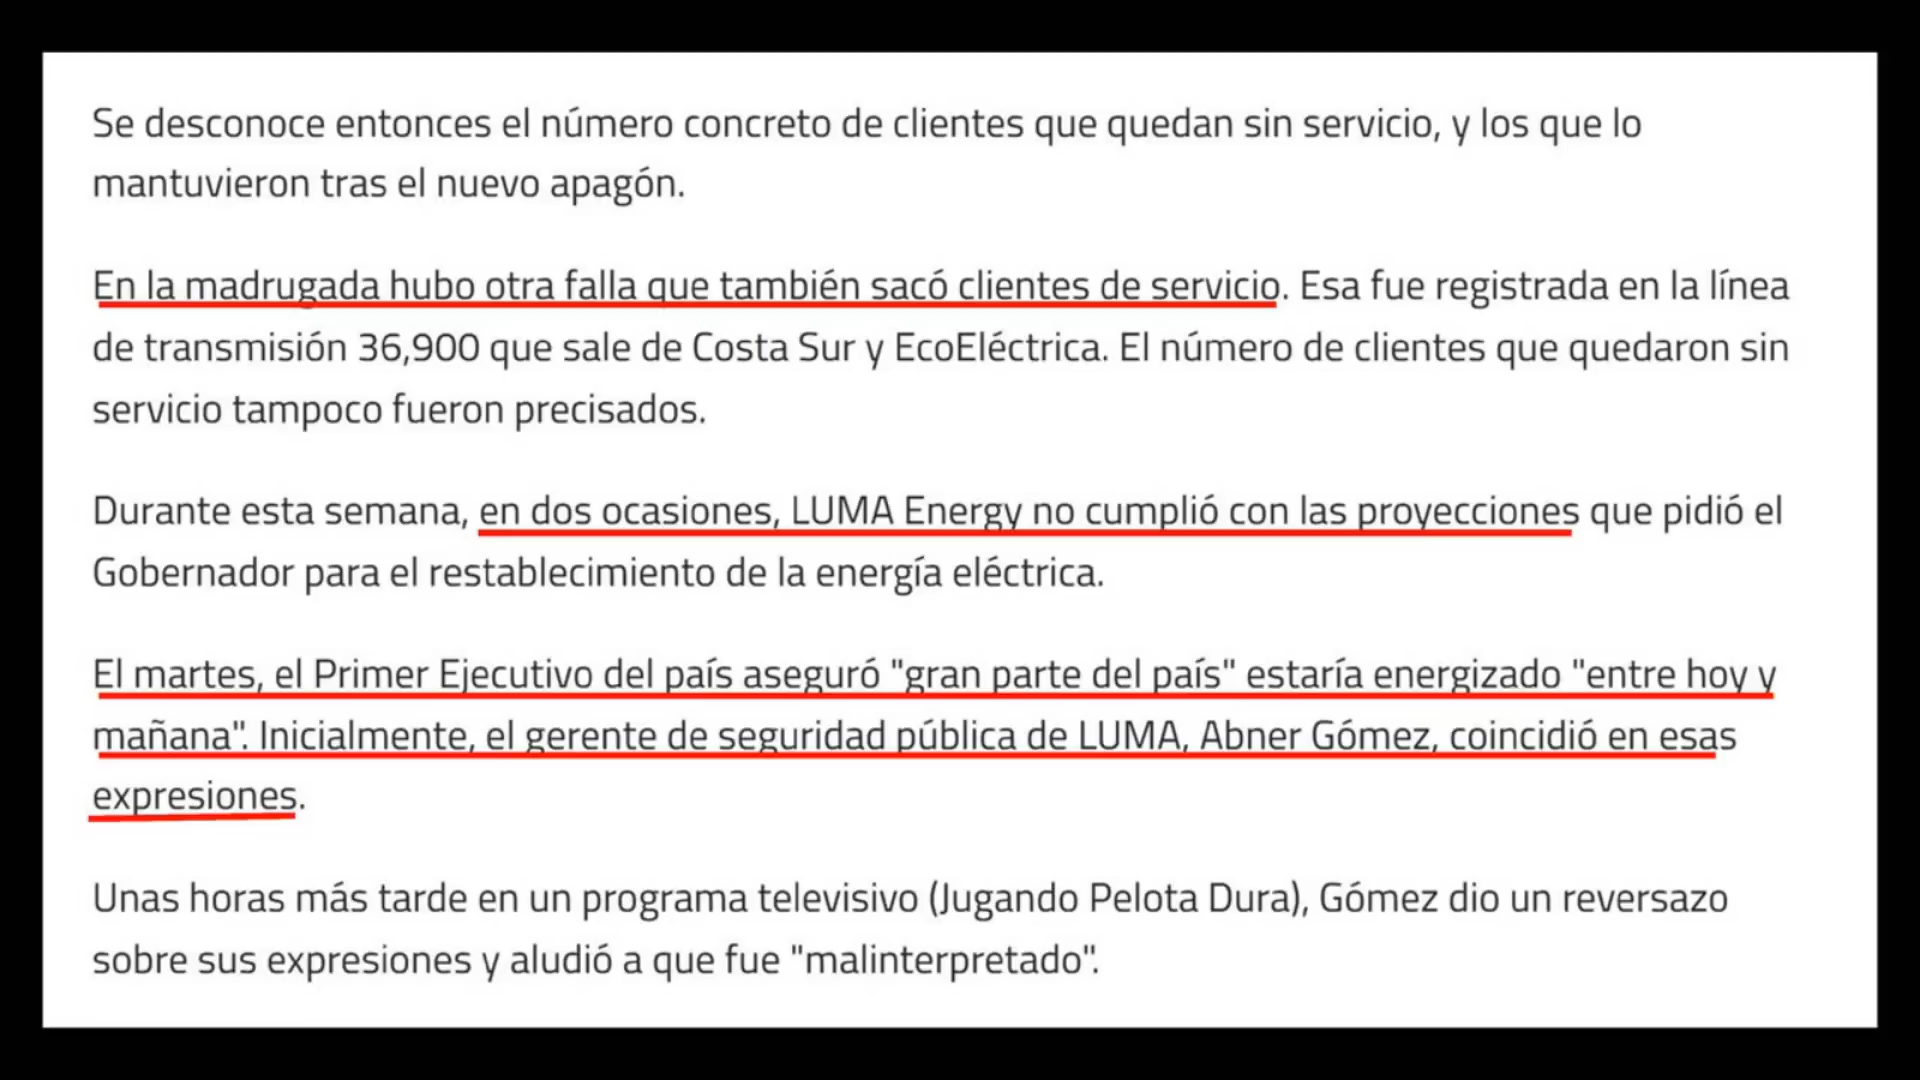 Se desconoce entonces el número concreto de clientes que quedan sin servicio, y los que lo
mantuvieron tras el nuevo apagón.
En la madrugada hubo otra falla que también sacó clientes de servicio. Esa fue registrada en la línea
de transmisión 36,900 que sale de Costa Sur y EcoEléctrica. El número de clientes que quedaron sin
servicio tampoco fueron precisados.
Durante esta semana, en dos ocasiones, LUMA Energy no cumplió con las proyecciones que pidió el
Gobernador para el restablecimiento de la energía eléctrica.
El martes, el Primer Ejecutivo del país aseguró "gran parte del país" estaría energizado "entre hoy y
mañana". Inicialmente, el gerente de seguridad pública de LUMA, Abner Gómez, coincidió en esas
expresiones.
Unas horas más tarde en un programa televisivo (Jugando Pelota Dura), Gómez dio un reversazo
sobre sus expresiones y aludió a que fue "malinterpretado".